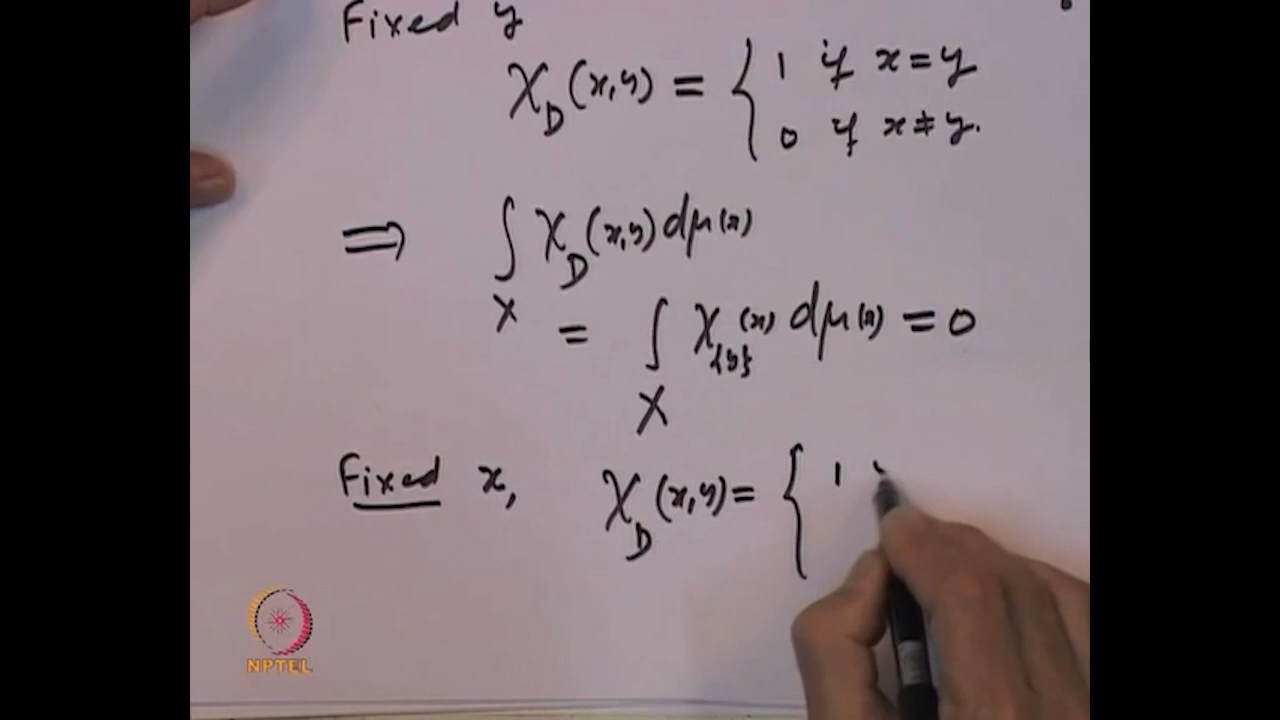 Fixed y
χ_D(x,y) = { 1 if x = y
0 if x ≠ y.
⟹ ∫_X χ_D(x,y) dμ(x)
= ∫_X χ_{y}(x) dμ(x) = 0
Fixed x, χ_D(x,y) = { 1
NPTEL